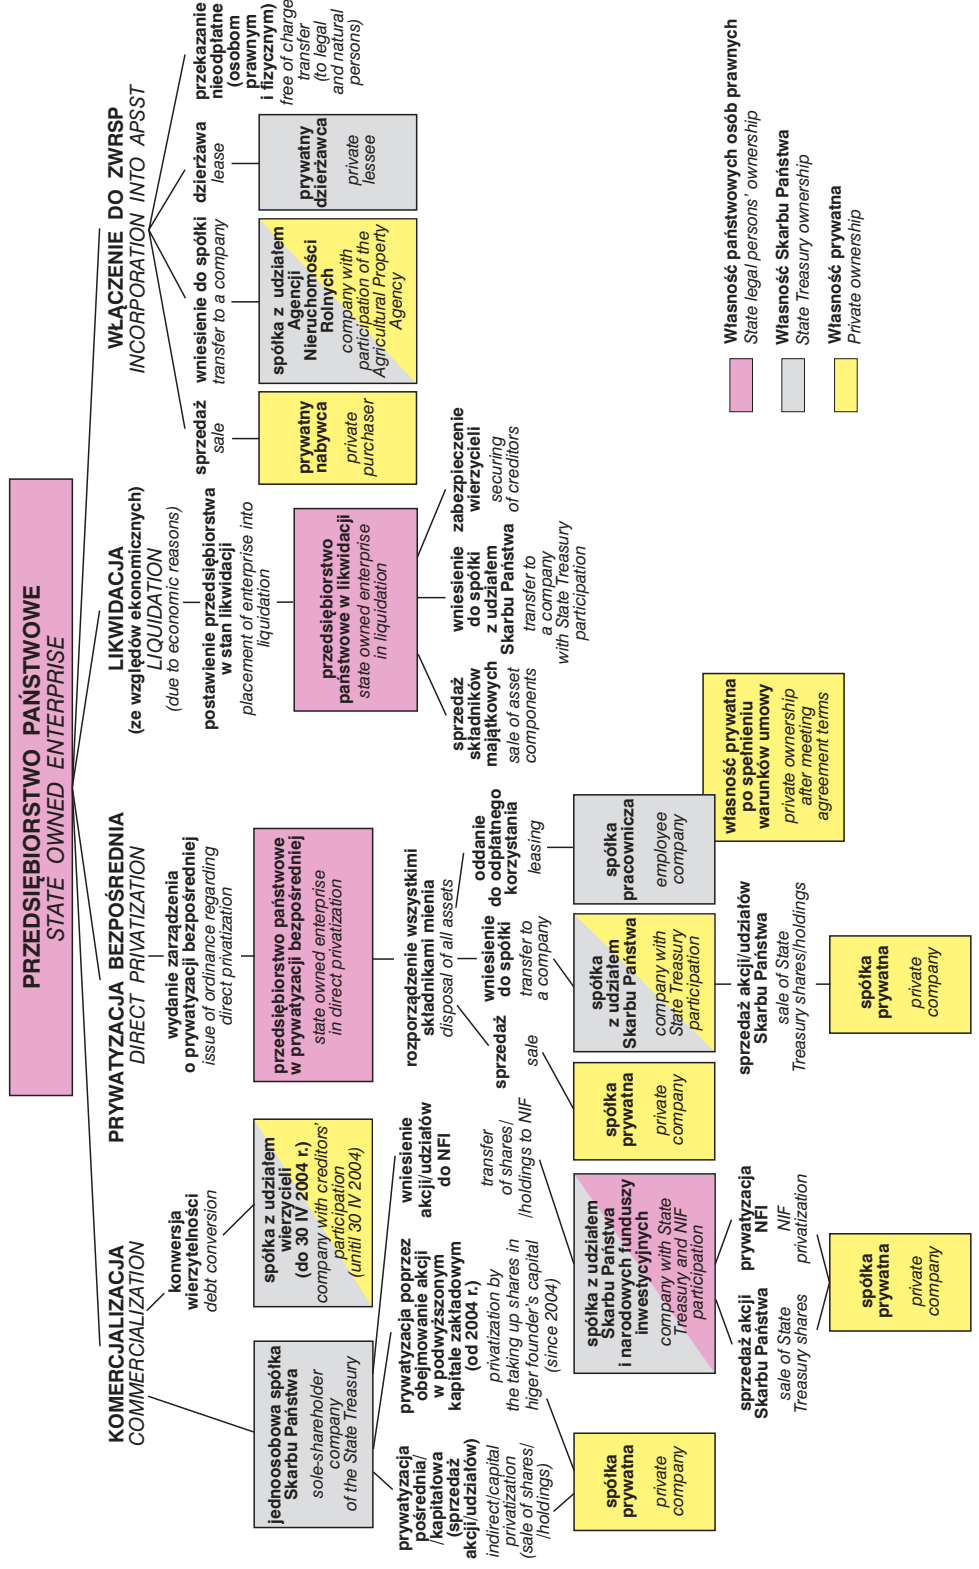 PRZEDSIĘBIORSTWO PAŃSTWOWE
STATE OWNED ENTERPRISE
KOMERCJALIZACJA
COMMERCIALIZATION
konwersja
wierzytelności
debt conversion
jednoosobowa spółka
Skarbu Państwa
sole-shareholder
company
of the State Treasury
spółka z udziałem
wierzycieli
(do 30 IV 2004 r.)
company with creditors'
participation
(unitil 30 IV 2004)
prywatyzacja
pośrednia/
/kapitałowa
(sprzedaż
akcji/udziałów)
indirect/capital
privatization
(sale of shares/
/holdings)
prywatyzacja poprzez
obejmowanie akcji
w podwyższonym
kapitale zakładowym
(od 2004 r.)
privatization by
the taking up shares in
higer founder's capital
(since 2004)
wniesienie
akcji/udziałów
do NFI
transfer
of shares/
/holdings to NIF
spółka
prywatna
private
company
spółka z udziałem
Skarbu Państwa
i narodowych funduszy
inwestycyjnych
company with State
Treasury and NIF
participation
sprzedaż akcji
Skarbu Państwa
sale of State
Treasury shares
prywatyzacja
NFI
NIF
privatization
spółka
prywatna
private
company
PRYWATYZACJA BEZPOŚREDNIA
DIRECT PRIVATIZATION
wydanie zarządzenia
o prywatyzacji bezpośredniej
issue of ordinance regarding
direct privatization
przedsiębiorstwo państwowe
w prywatyzacji bezpośredniej
state owned enterprise
in direct privatization
rozporządzenie wszystkimi
składnikami mienia
disposal of all assets
sprzedaż
sale
wniesienie
do spółki
transfer to
a company
oddanie
do odpłatnego
korzystania
leasing
spółka
prywatna
private
company
spółka
z udziałem
Skarbu Państwa
company with
State Treasury
participation
spółka
pracownicza
employee
company
własność prywatna
po spełnieniu
warunków umowy
private ownership
after meeting
agreement terms
sprzedaż akcji/udziałów
Skarbu Państwa
sale of State
Treasury shares/holdings
spółka
prywatna
private
company
LIKWIDACJA
(ze względów ekonomicznych)
LIQUIDATION
(due to economic reasons)
postawienie przedsiębiorstwa
w stan likwidacji
placement of enterprise into
liquidation
przedsiębiorstwo
państwowe w likwidacji
state owned enterprise
in liquidation
sprzedaż
składników
majątkowych
sale of asset
components
wniesienie
do spółki
z udziałem
Skarbu Państwa
transfer to
a company
with State Treasury
participation
zabezpieczenie
wierzycieli
securing
of creditors
WŁĄCZENIE DO ZWRSP
INCORPORATION INTO APSST
sprzedaż
sale
wniesienie do spółki
transfer to a company
dzierżawa
lease
przekazanie
nieodpłatne
(osobom
prawnym
i fizycznym)
free of charge
transfer
(to legal
and natural
persons)
prywatny
nabywca
private
purchaser
spółka z udziałem
Agencji
Nieruchomości
Rolnych
company with
participation of the
Agricultural Property
Agency
prywatny
dzierżawca
private
lessee
Własność państwowych osób prawnych
State legal persons' ownership
Własność Skarbu Państwa
State Treasury ownership
Własność prywatna
Private ownership